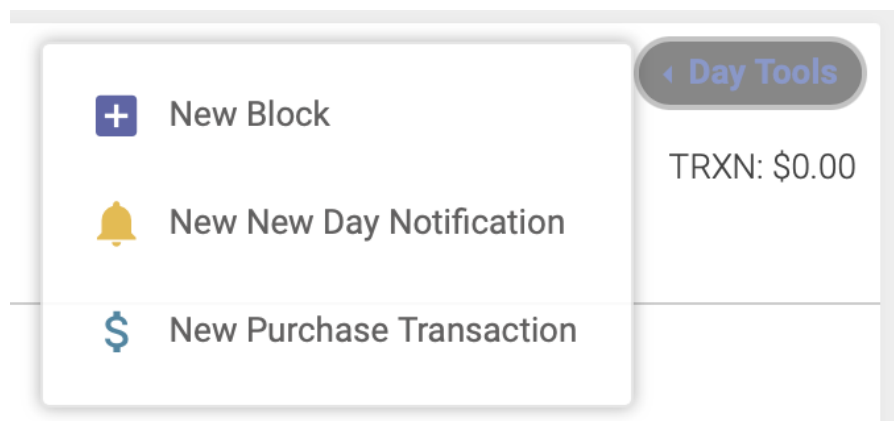 Day Tools
New Block
TRXN: $0.00
New New Day Notification
New Purchase Transaction